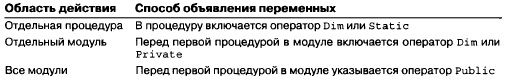 Область действия Способ объявления переменных
Отдельная процедура В процедуру включается оператор Dim или Static
Отдельный модуль Перед первой процедурой в модуле включается оператор Dim или
Private
Все модули Перед первой процедурой в модуле указывается оператор Public